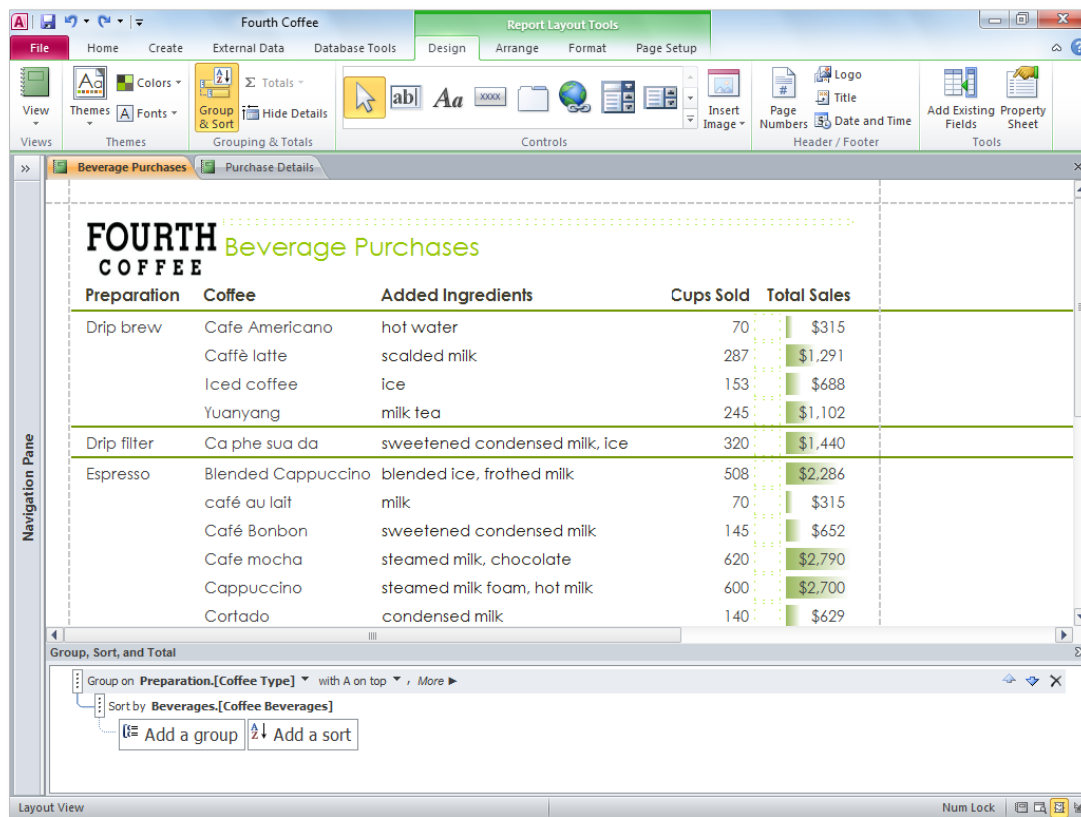 Fourth Coffee
Report Layout Tools
File Home Create External Data Database Tools Design Arrange Format Page Setup
View
Themes
Aa
Colors
A Fonts
Group & Sort
Σ Totals
Hide Details
ab|
Aa
xxxx
Insert Image
#
Page Numbers
Logo
Title
Date and Time
Add Existing Fields
Property Sheet
Views Themes Grouping & Totals Controls Header / Footer Tools
» Beverage Purchases Purchase Details
Navigation Pane
FOURTH
COFFEE
Beverage Purchases
Preparation Coffee Added Ingredients Cups Sold Total Sales
Drip brew Cafe Americano hot water 70 $315
Caffè latte scalded milk 287 $1,291
Iced coffee ice 153 $688
Yuanyang milk tea 245 $1,102
Drip filter Ca phe sua da sweetened condensed milk, ice 320 $1,440
Espresso Blended Cappuccino blended ice, frothed milk 508 $2,286
café au lait milk 70 $315
Café Bonbon sweetened condensed milk 145 $652
Cafe mocha steamed milk, chocolate 620 $2,790
Cappuccino steamed milk foam, hot milk 600 $2,700
Cortado condensed milk 140 $629
Group, Sort, and Total
Group on Preparation.[Coffee Type] with A on top , More
Sort by Beverages.[Coffee Beverages]
Add a group Add a sort
Layout View Num Lock